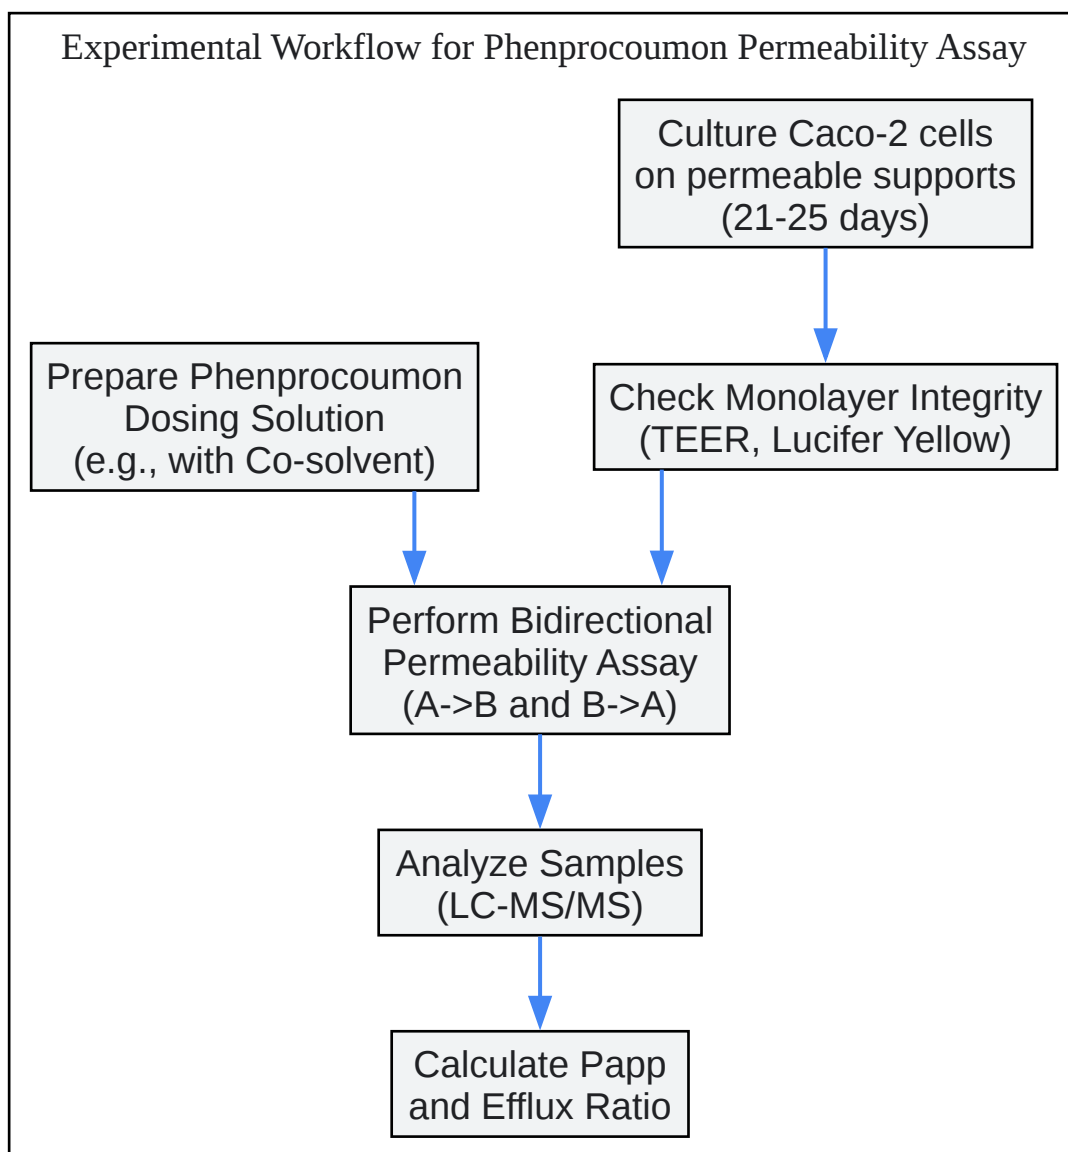 Experimental Workflow for Phenprocoumon Permeability Assay
Culture Caco-2 cells
on permeable supports
(21-25 days)
Prepare Phenprocoumon
Dosing Solution
(e.g., with Co-solvent)
Check Monolayer Integrity
(TEER, Lucifer Yellow)
Perform Bidirectional
Permeability Assay
(A->B and B->A)
Analyze Samples
(LC-MS/MS)
Calculate Papp
and Efflux Ratio